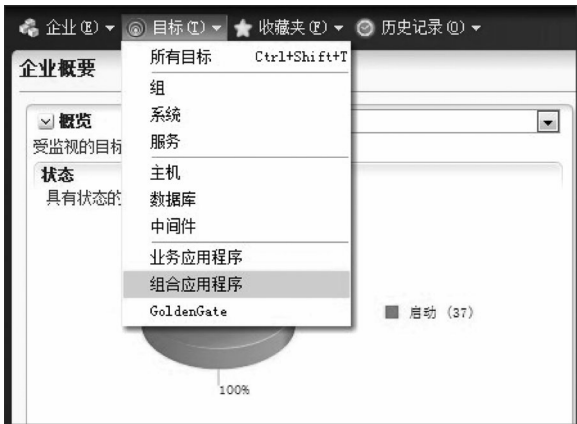 企业(E) 目标(T) 收藏夹(F) 历史记录(O)
企业概要
所有目标 Ctrl+Shift+T
组
概览
系统
受监视的目标
服务
状态
主机
具有状态的
数据库
中间件
业务应用程序
组合应用程序
GoldenGate
启动 (37)
100%